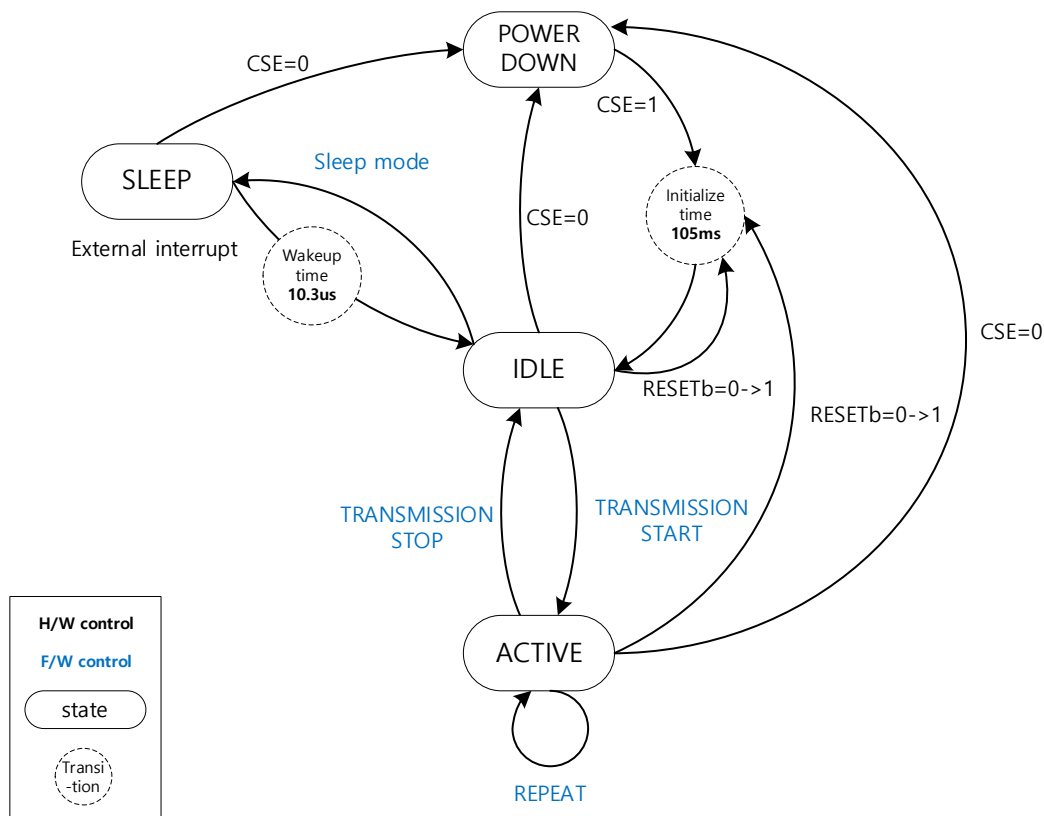 POWER
DOWN
CSE=0
CSE=1
Sleep mode
SLEEP
Initialize
time
105ms
CSE=0
External interrupt
Wakeup
time
10.3us
CSE=0
IDLE
RESETb=0->1
RESETb=0->1
TRANSMISSION
STOP
TRANSMISSION
START
H/W control
ACTIVE
F/W control
state
Transi
-tion
REPEAT